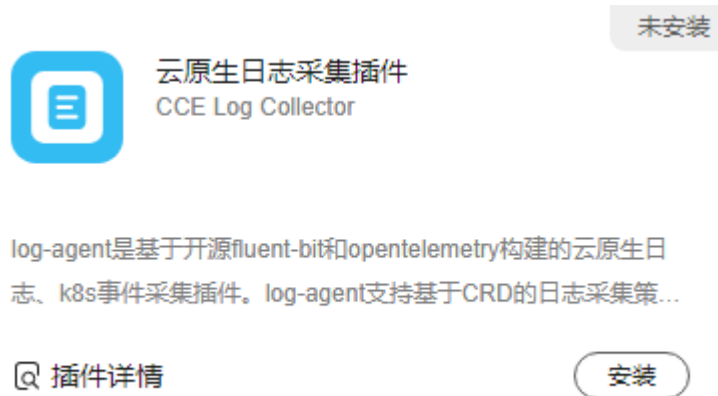 未安装
云原生日志采集插件
CCE Log Collector
log-agent是基于开源fluent-bit和opentelemetry构建的云原生日
志、k8s事件采集插件。log-agent支持基于CRD的日志采集策...
插件详情
安装